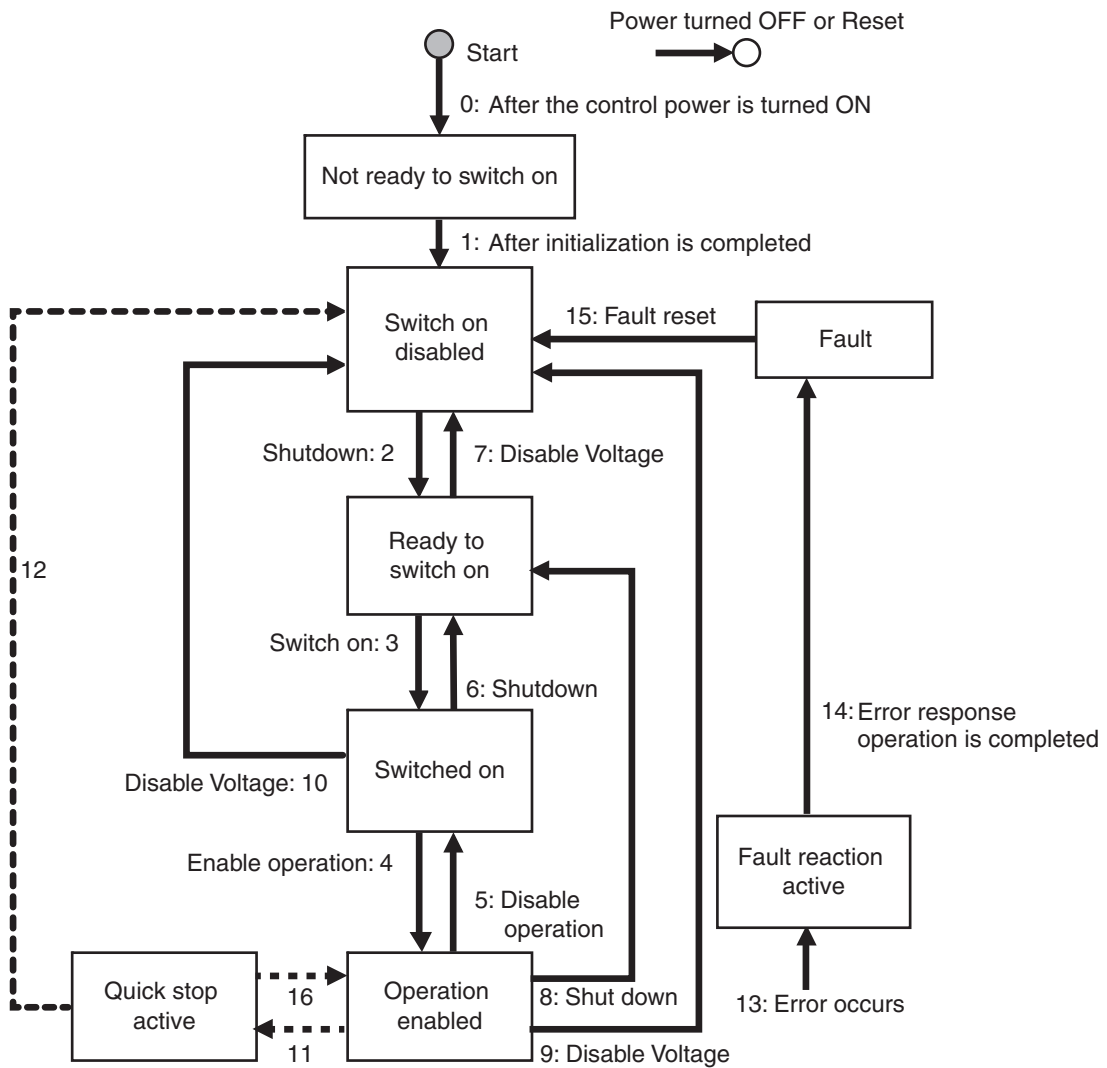 Power turned OFF or Reset
Start
0: After the control power is turned ON
Not ready to switch on
1: After initialization is completed
Switch on
disabled
15: Fault reset
Fault
Shutdown: 2
7: Disable Voltage
Ready to
switch on
12
Switch on: 3
6: Shutdown
14: Error response
operation is completed
Switched on
Disable Voltage: 10
Enable operation: 4
Fault reaction
active
5: Disable
operation
Quick stop
active
16
11
Operation
enabled
8: Shut down
9: Disable Voltage
13: Error occurs